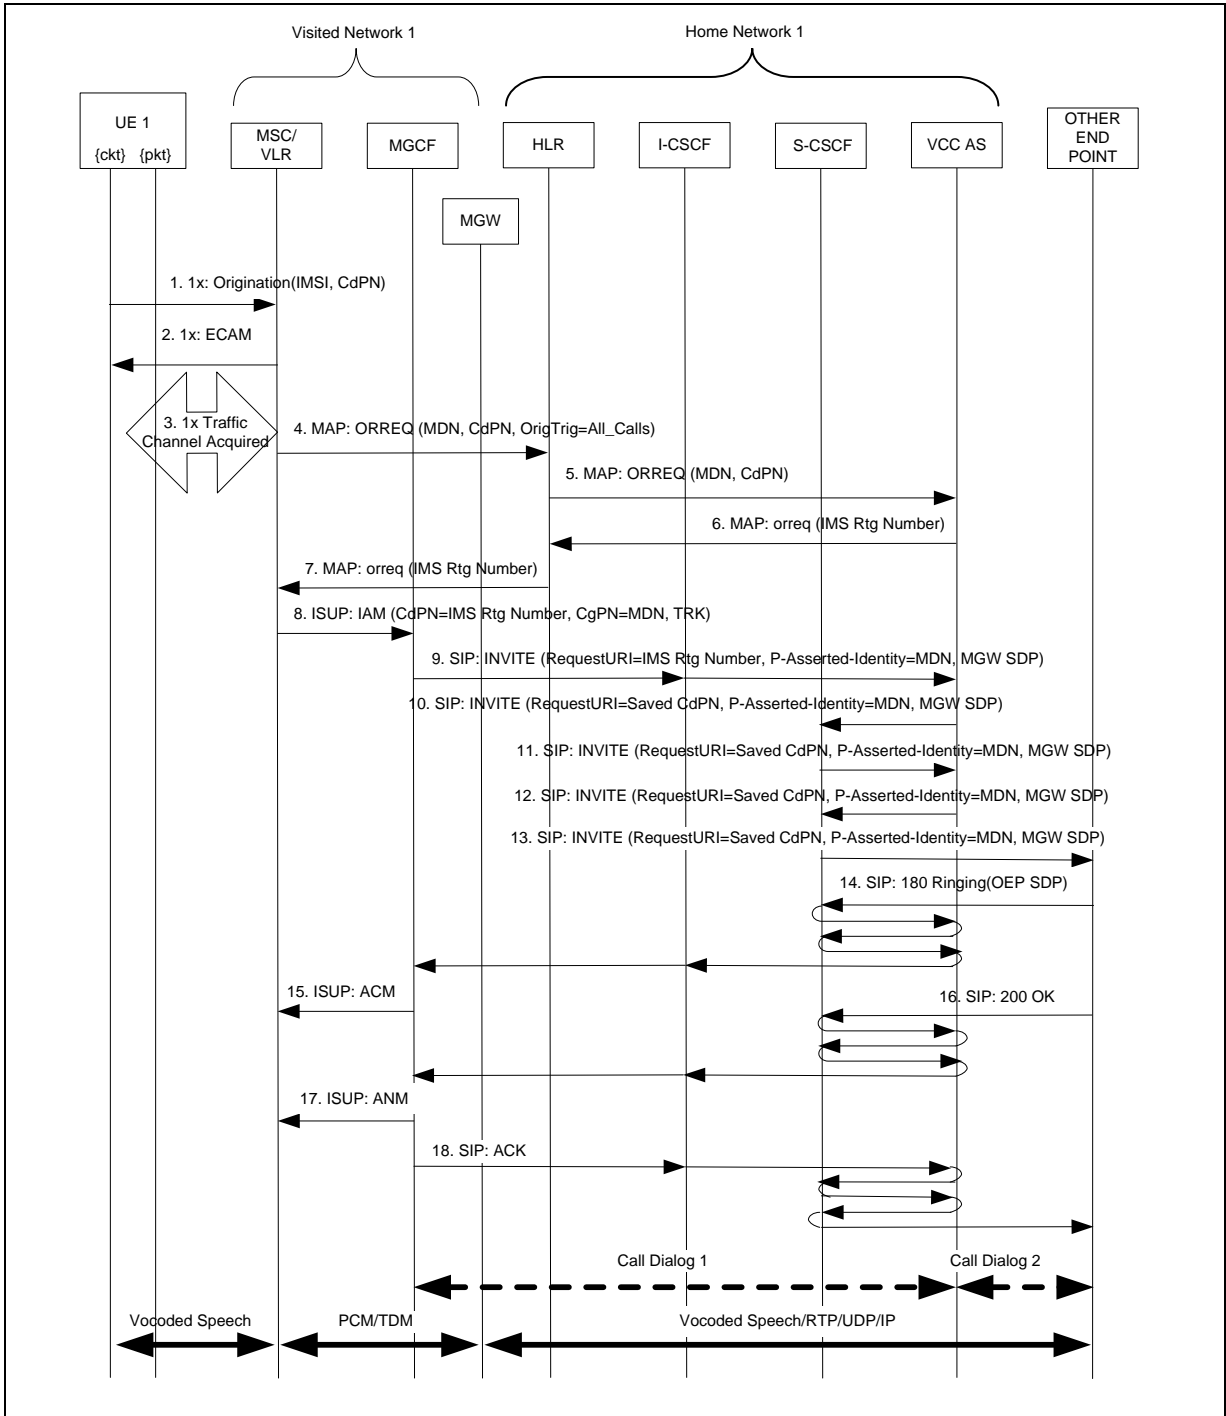 Visited Network 1
Home Network 1
UE 1
{ckt} {pkt}
MSC/
VLR
MGCF
HLR
I-CSCF
S-CSCF
VCC AS
OTHER
END
POINT
MGW
1. 1x: Origination(IMSI, CdPN)
2. 1x: ECAM
3. 1x Traffic
Channel Acquired
4. MAP: ORREQ (MDN, CdPN, OrigTrig=All_Calls)
5. MAP: ORREQ (MDN, CdPN)
6. MAP: orreq (IMS Rtg Number)
7. MAP: orreq (IMS Rtg Number)
8. ISUP: IAM (CdPN=IMS Rtg Number, CgPN=MDN, TRK)
9. SIP: INVITE (RequestURI=IMS Rtg Number, P-Asserted-Identity=MDN, MGW SDP)
10. SIP: INVITE (RequestURI=Saved CdPN, P-Asserted-Identity=MDN, MGW SDP)
11. SIP: INVITE (RequestURI=Saved CdPN, P-Asserted-Identity=MDN, MGW SDP)
12. SIP: INVITE (RequestURI=Saved CdPN, P-Asserted-Identity=MDN, MGW SDP)
13. SIP: INVITE (RequestURI=Saved CdPN, P-Asserted-Identity=MDN, MGW SDP)
14. SIP: 180 Ringing(OEP SDP)
15. ISUP: ACM
16. SIP: 200 OK
17. ISUP: ANM
18. SIP: ACK
Call Dialog 1
Call Dialog 2
Vocoded Speech
PCM/TDM
Vocoded Speech/RTP/UDP/IP